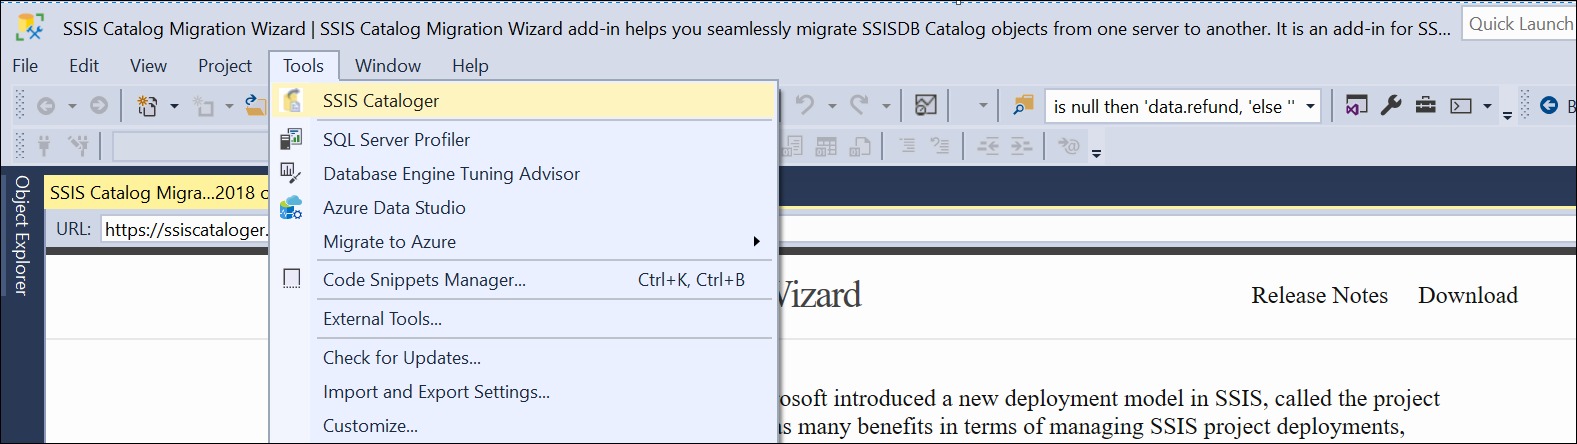 SSIS Catalog Migration Wizard | SSIS Catalog Migration Wizard add-in helps you seamlessly migrate SSISDB Catalog objects from one server to another. It is an add-in for SS...
Quick Launch
File Edit View Project Tools Window Help
SSIS Cataloger
is null then 'data.refund, 'else ''
B
SQL Server Profiler
Database Engine Tuning Advisor
Object Explorer
SSIS Catalog Migra...2018 o
Azure Data Studio
URL: https://ssiscataloger.
Migrate to Azure
Code Snippets Manager... Ctrl+K, Ctrl+B
Wizard
Release Notes Download
External Tools...
Check for Updates...
Import and Export Settings...
Customize...
rosoft introduced a new deployment model in SSIS, called the project
as many benefits in terms of managing SSIS project deployments,